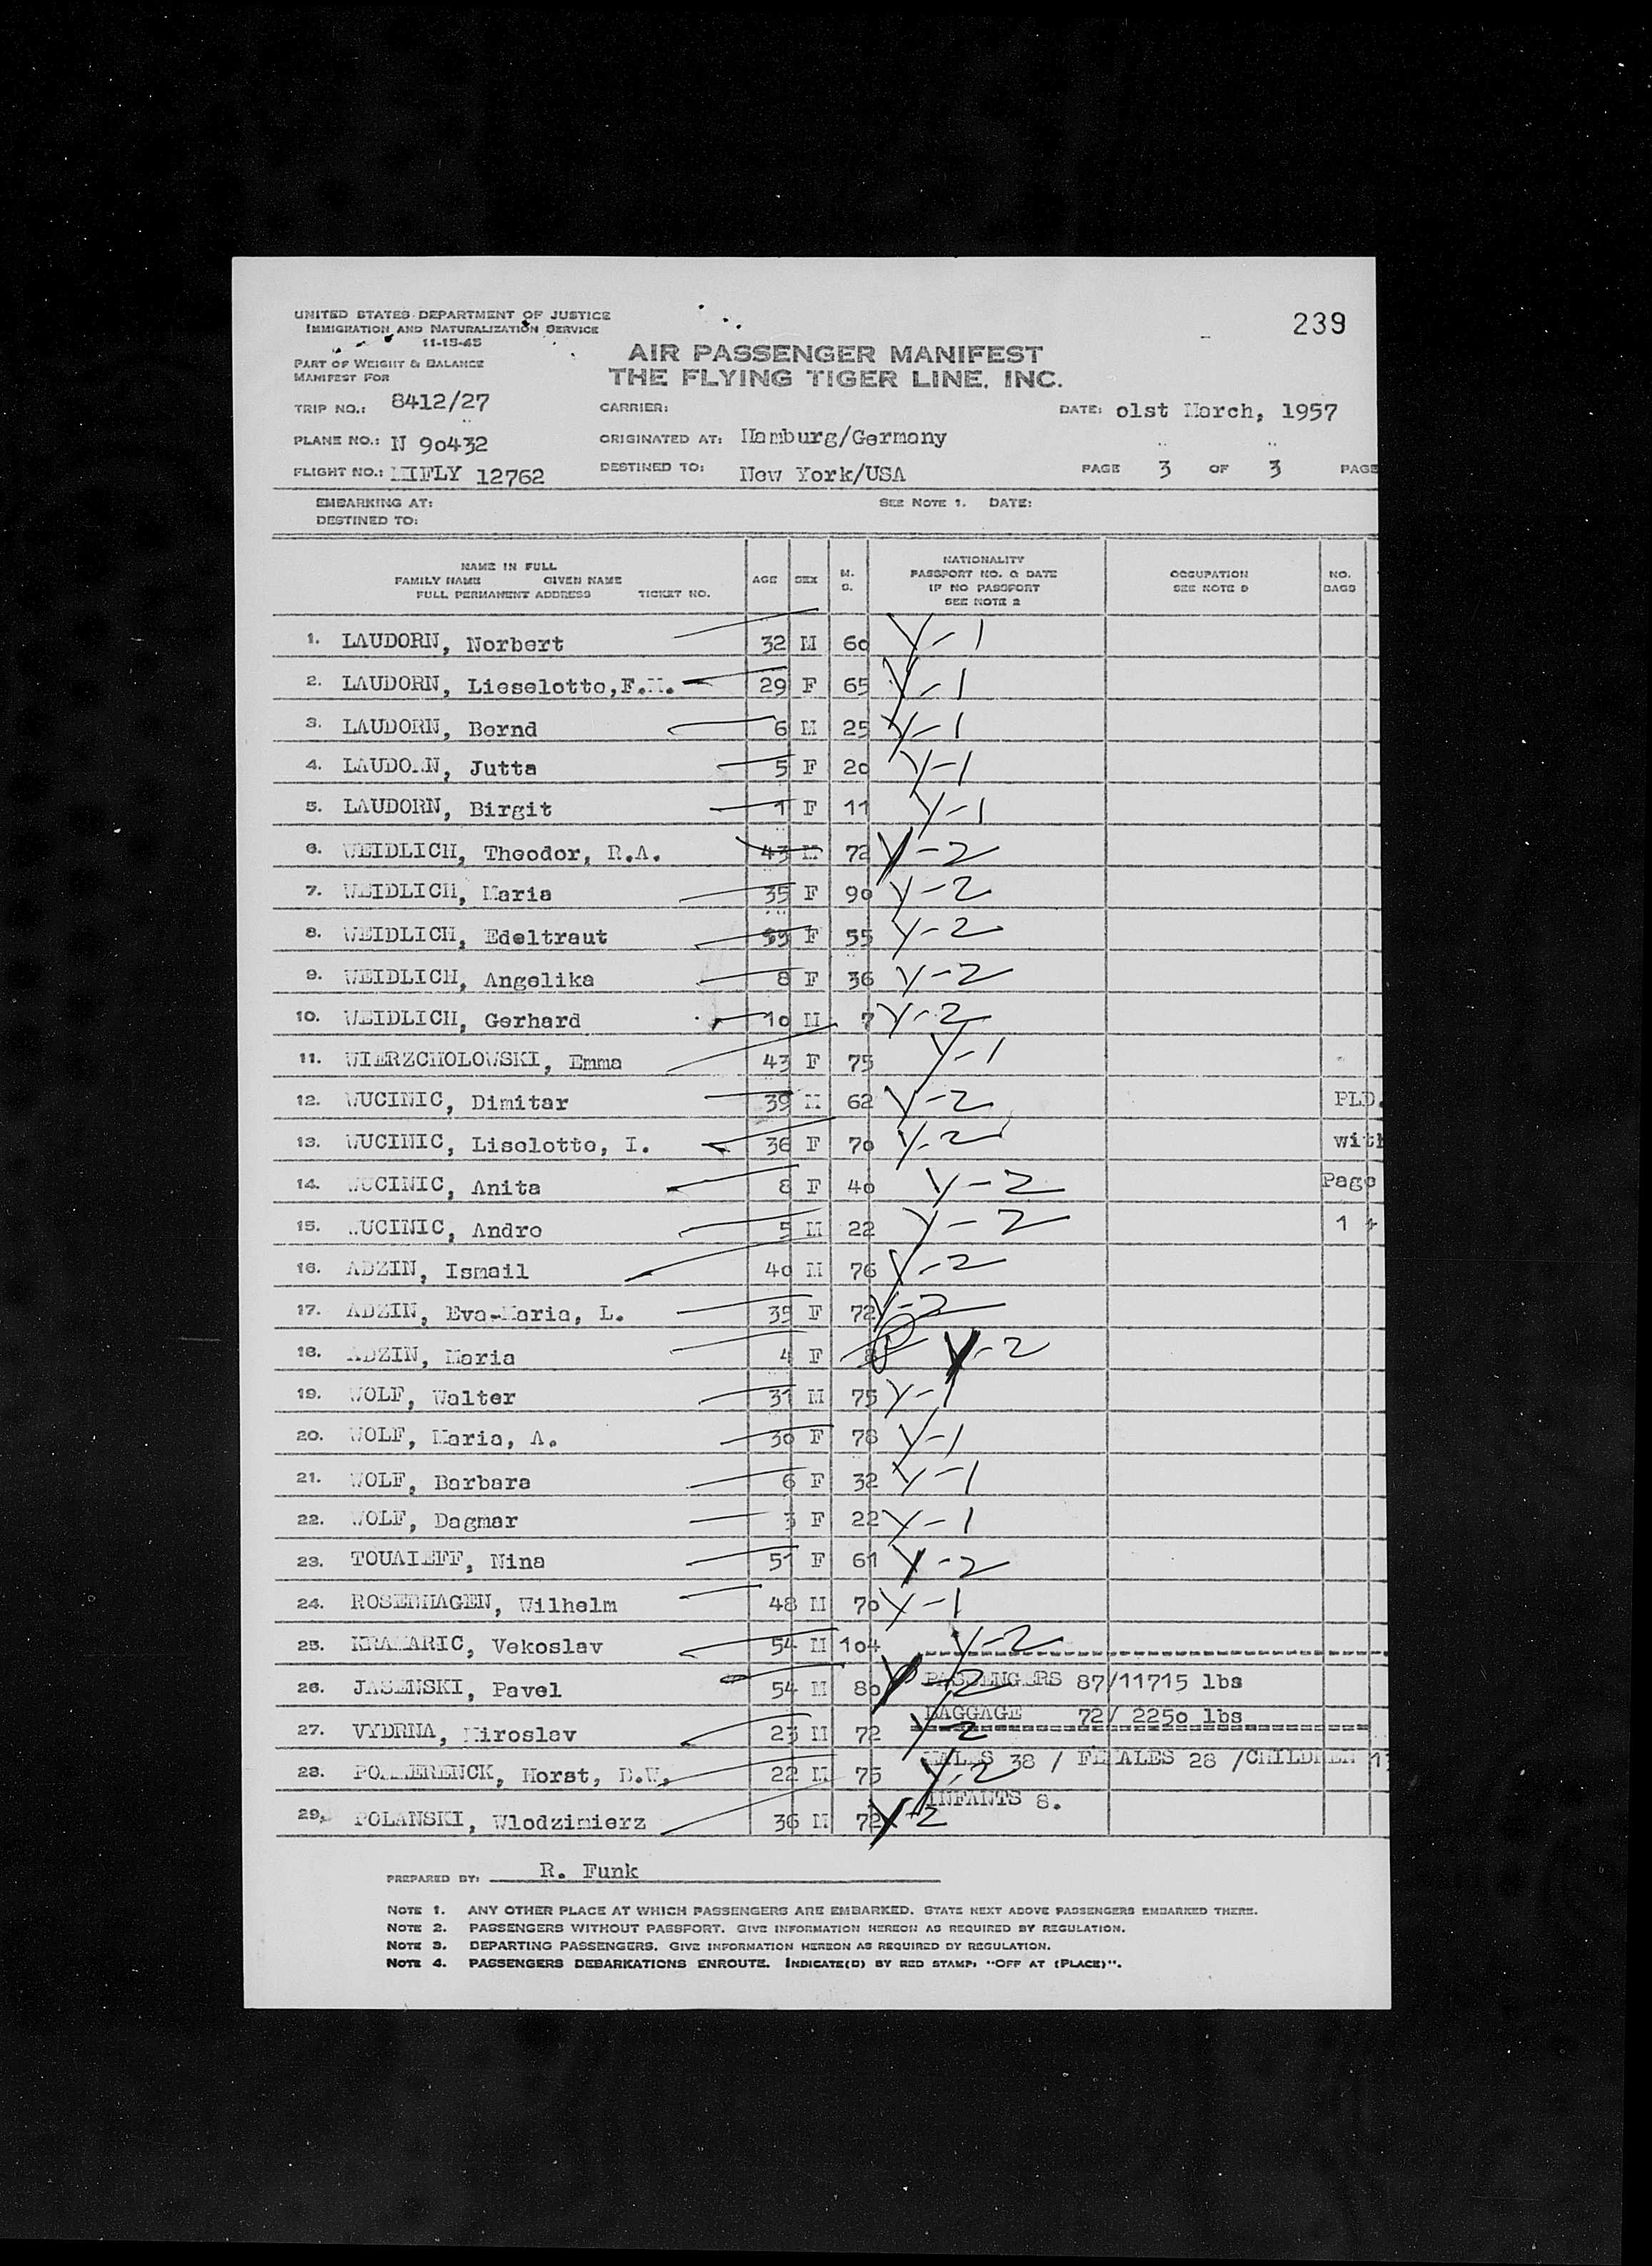 239
UNITED STATES DEPARTMENT OF JUSTICE
IMMIGRATION AND NATURALIZATION SERVICE
11-15-45
PART OF WEIGHT & BALANCE
MANIFEST FOR
AIR PASSENGER MANIFEST
THE FLYING TIGER LINE, INC.
TRIP NO.: 8412/27 CARRIER: DATE: 01st March, 1957
PLANE NO.: N 90432 ORIGINATED AT: Hamburg/Germany
FLIGHT NO.: MIFLY 12762 DESTINED TO: New York/USA PAGE 3 OF 3 PAGE
EMBARKING AT: SEE NOTE 1. DATE:
DESTINED TO:
NAME IN FULL
FAMILY NAME GIVEN NAME
FULL PERMANENT ADDRESS TICKET NO.
AGE SEX
NATIONALITY
PASSPORT NO. & DATE
IF NO PASSPORT
SEE NOTE 2
OCCUPATION
SEE NOTE 3
NO.
BAGS
1. LAUDORN, Norbert 32 M 60 Y-1
2. LAUDORN, Lieselotte, F. 29 F 65 Y-1
3. LAUDORN, Bernd 6 M 25 Y-1
4. LAUDORN, Jutta 5 F 20 Y-1
5. LAUDORN, Birgit 1 F 11 Y-1
6. WEIDLICH, Theodor, R.A. 43 M 72 Y-2
7. WEIDLICH, Maria 35 F 90 Y-2
8. WEIDLICH, Edeltraut F 55 Y-2
9. WEIDLICH, Angelika 8 F 36 Y-2
10. WEIDLICH, Gerhard 10 M 7 Y-2
11. WIERZCHOLOWSKI, Emma 43 F 75 Y-1
12. WUCINIC, Dimitar 39 M 62 Y-2 PLD.
13. WUCINIC, Liselotte, I. 36 F 70 Y-2 with
14. WUCINIC, Anita 8 F 40 Y-2 Page
15. WUCINIC, Andre 5 M 22 Y-2 1 +
16. ADZIN, Ismail 40 M 76 Y-2
17. ADZIN, Eva-Maria, L. 35 F 72 Y-2
18. ADZIN, Maria 4 F Y-2
19. WOLF, Walter 31 M 75 Y-1
20. WOLF, Maria, A. 30 F 78 Y-1
21. WOLF, Barbara 6 F 32 Y-1
22. WOLF, Dagmar 3 F 22 Y-1
23. TOUAIEFF, Nina 51 F 61 Y-2
24. ROSENHAGEN, Wilhelm 48 M 70 Y-1
25. KRAMARIC, Vekoslav 54 M 104 Y-2
26. JASENSKI, Pavel 54 M 80 Y-2 PASSENGERS 87/11715 lbs
27. VYDRNA, Miroslav 23 M 72 Y-2 BAGGAGE 72/ 2250 lbs
28. POMMERENCK, Horst, D.W. 22 M 75 Y-2 MALES 38 / FEMALES 28 /CHILDREN 13
29. POLANSKI, Wlodzimierz 36 M 72 Y-2 INFANTS 8.
PREPARED BY: R. Funk
NOTE 1. ANY OTHER PLACE AT WHICH PASSENGERS ARE EMBARKED. STATE NEXT ABOVE PASSENGERS EMBARKED THERE.
NOTE 2. PASSENGERS WITHOUT PASSPORT. GIVE INFORMATION HEREON AS REQUIRED BY REGULATION.
NOTE 3. DEPARTING PASSENGERS. GIVE INFORMATION HEREON AS REQUIRED BY REGULATION.
NOTE 4. PASSENGERS DEBARKATIONS ENROUTE. INDICATE(D) BY RED STAMP: "OFF AT (PLACE)".